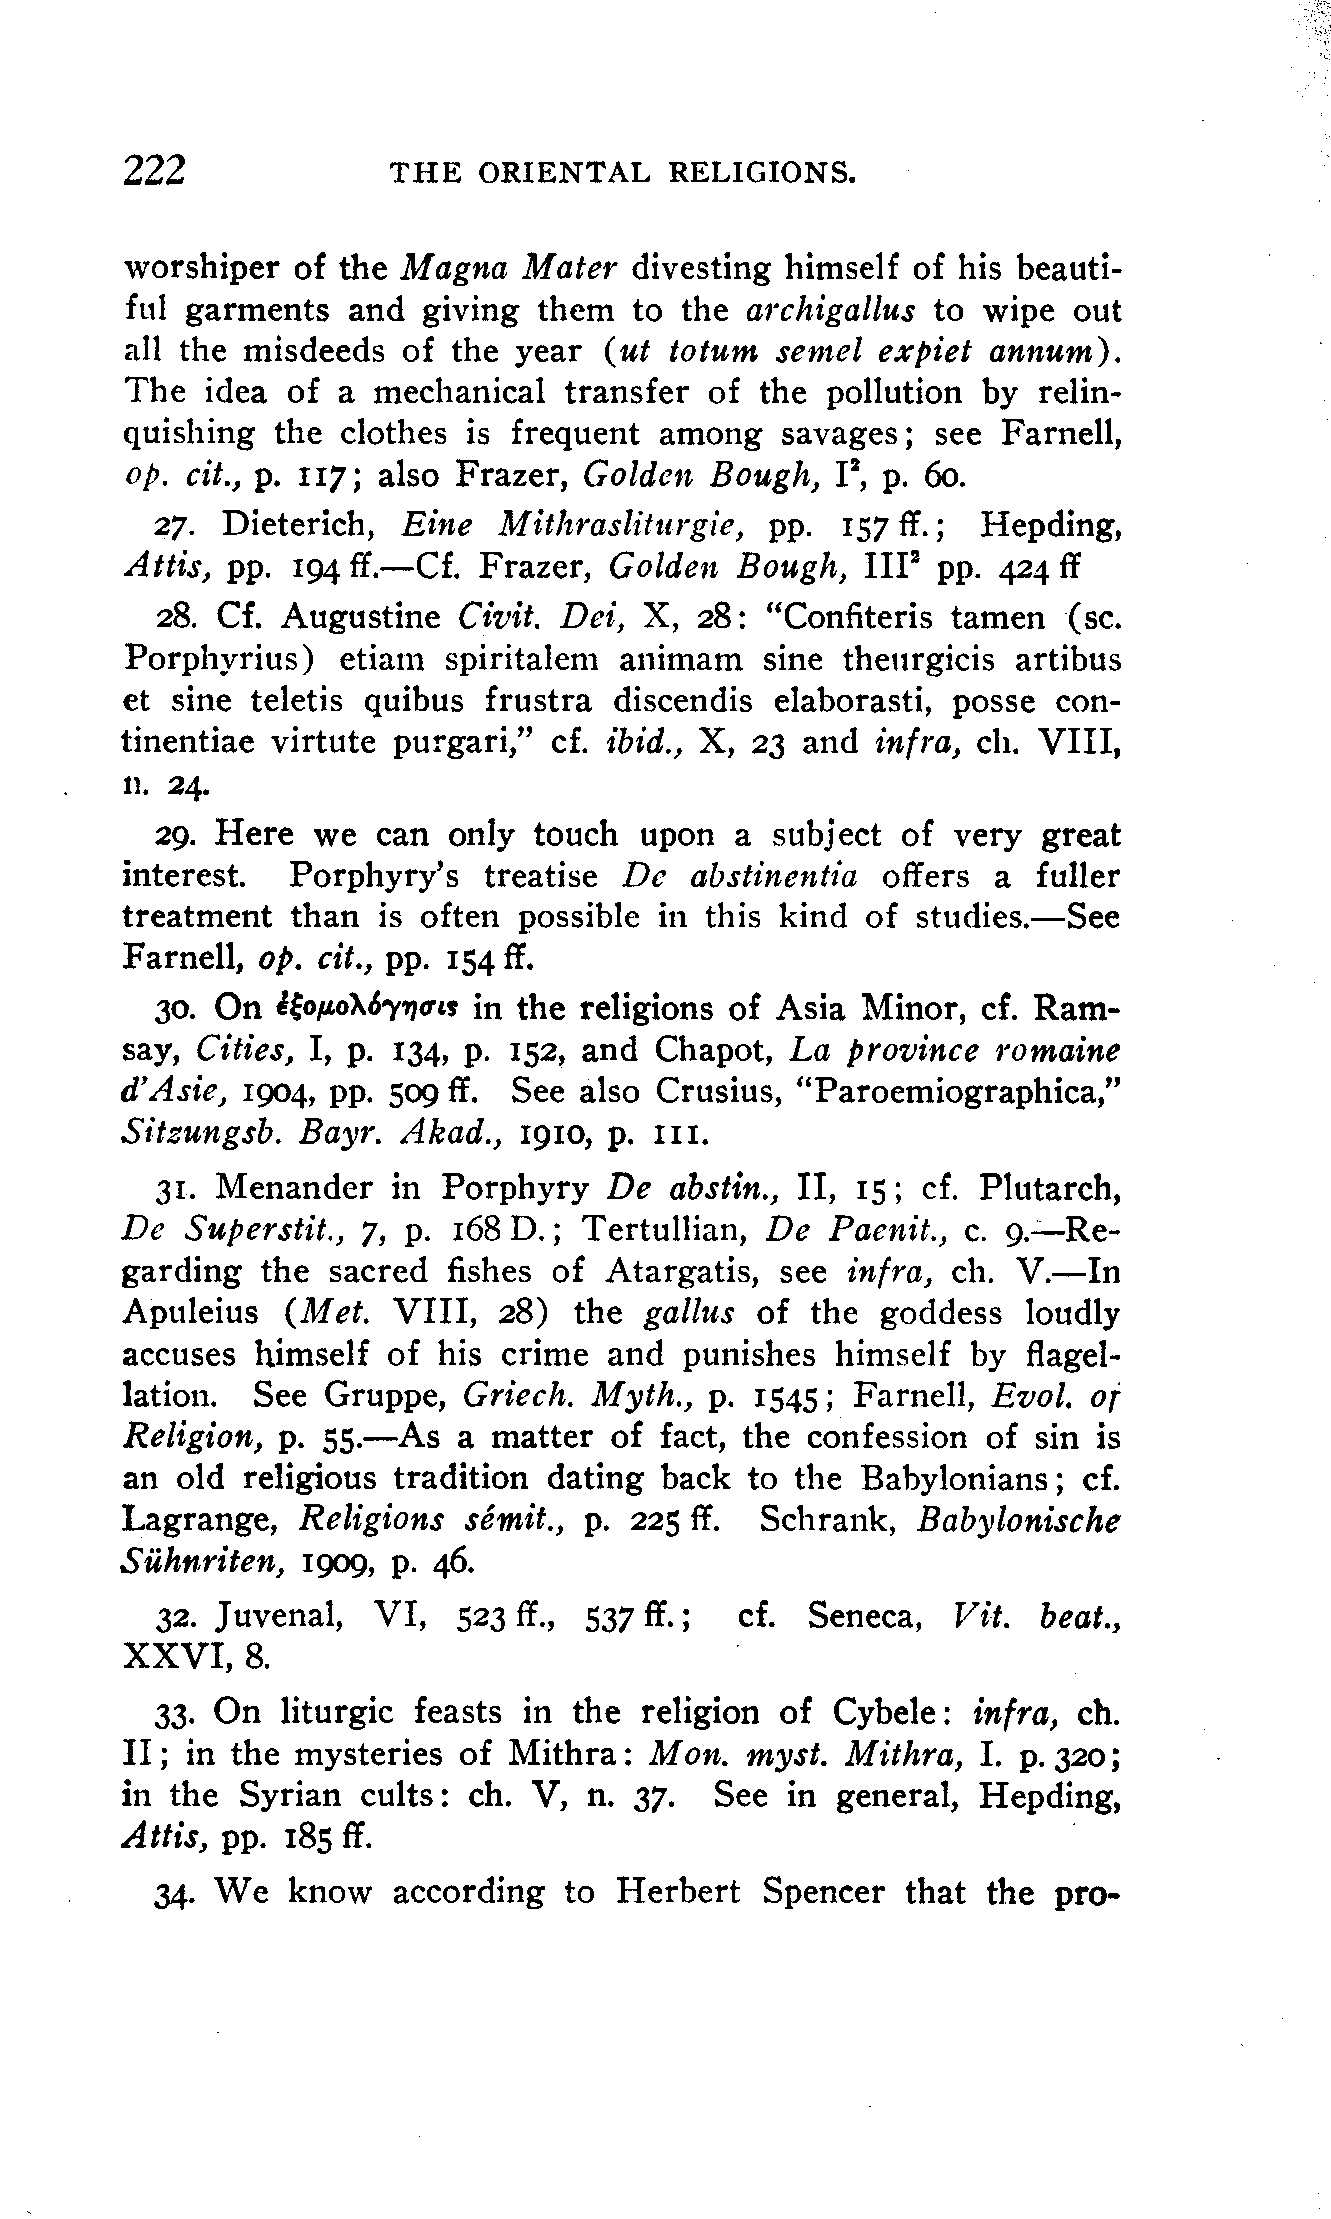 222 THE ORIENTAL RELIGIONS.
worshiper of the Magna Mater divesting himself of his beauti-
ful garments and giving them to the archigallus to wipe out
all the misdeeds of the year (ut totum semel expiet annum).
The idea of a mechanical transfer of the pollution by relin-
quishing the clothes is frequent among savages; see Farnell,
op. cit., p. 117; also Frazer, Golden Bough, I², p. 60.
27. Dieterich, Eine Mithrasliturgie, pp. 157 ff.; Hepding,
Attis, pp. 194 ff.—Cf. Frazer, Golden Bough, III² pp. 424 ff
28. Cf. Augustine Civit. Dei, X, 28: "Confiteris tamen (sc.
Porphyrius) etiam spiritalem animam sine theurgicis artibus
et sine teletis quibus frustra discendis elaborasti, posse con-
tinentiae virtute purgari," cf. ibid., X, 23 and infra, ch. VIII,
n. 24.
29. Here we can only touch upon a subject of very great
interest. Porphyry's treatise De abstinentia offers a fuller
treatment than is often possible in this kind of studies.—See
Farnell, op. cit., pp. 154 ff.
30. On ἐξομολόγησις in the religions of Asia Minor, cf. Ram-
say, Cities, I, p. 134, p. 152, and Chapot, La province romaine
d'Asie, 1904, pp. 509 ff. See also Crusius, "Paroemiographica,"
Sitzungsb. Bayr. Akad., 1910, p. 111.
31. Menander in Porphyry De abstin., II, 15; cf. Plutarch,
De Superstit., 7, p. 168 D.; Tertullian, De Paenit., c. 9.—Re-
garding the sacred fishes of Atargatis, see infra, ch. V.—In
Apuleius (Met. VIII, 28) the gallus of the goddess loudly
accuses himself of his crime and punishes himself by flagel-
lation. See Gruppe, Griech. Myth., p. 1545; Farnell, Evol. of
Religion, p. 55.—As a matter of fact, the confession of sin is
an old religious tradition dating back to the Babylonians; cf.
Lagrange, Religions sémit., p. 225 ff. Schrank, Babylonische
Sühnriten, 1909, p. 46.
32. Juvenal, VI, 523 ff., 537 ff.; cf. Seneca, Vit. beat.,
XXVI, 8.
33. On liturgic feasts in the religion of Cybele: infra, ch.
II; in the mysteries of Mithra: Mon. myst. Mithra, I. p. 320;
in the Syrian cults: ch. V, n. 37. See in general, Hepding,
Attis, pp. 185 ff.
34. We know according to Herbert Spencer that the pro-